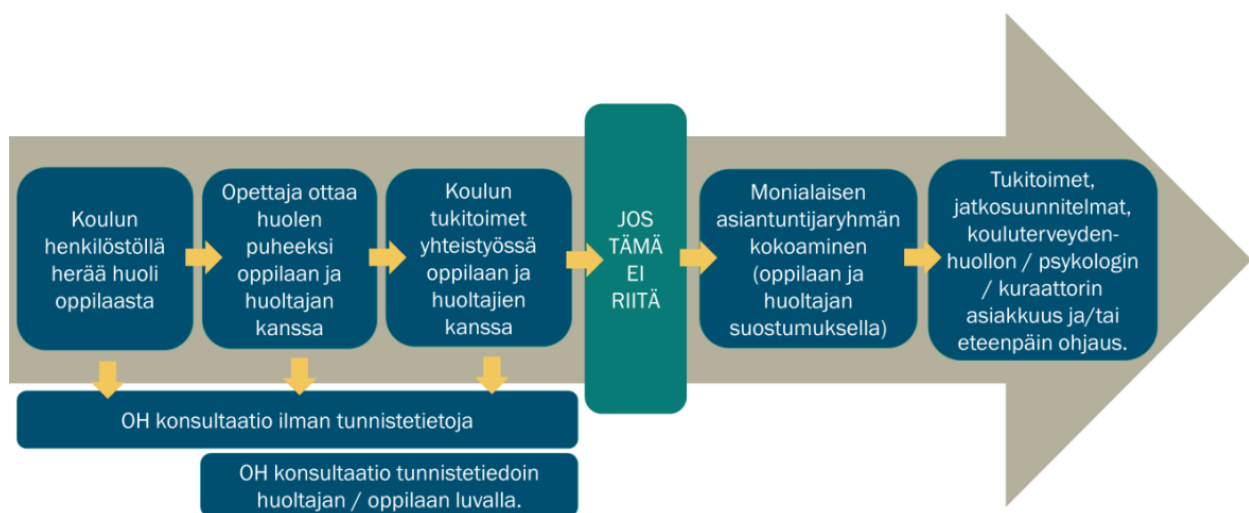 Koulun
henkilöstöllä
herää huoli
oppilaasta
Opettaja ottaa
huolen
puheeksi
oppilaan ja
huoltajan
kanssa
Koulun
tukitoimet
yhteistyössä
oppilaan ja
huoltajien
kanssa
JOS
TÄMÄ
EI
RIITÄ
Monialaisen
asiantuntijaryhmän
kokoaminen
(oppilaan ja
huoltajan
suostumuksella)
Tukitoimet,
jatkosuunnitelmat,
kouluterveyden-
huollon / psykologin
/ kuraattorin
asiakkuus ja/tai
eteenpäin ohjaus.
OH konsultaatio ilman tunnistetietoja
OH konsultaatio tunnistetiedoin
huoltajan / oppilaan luvalla.